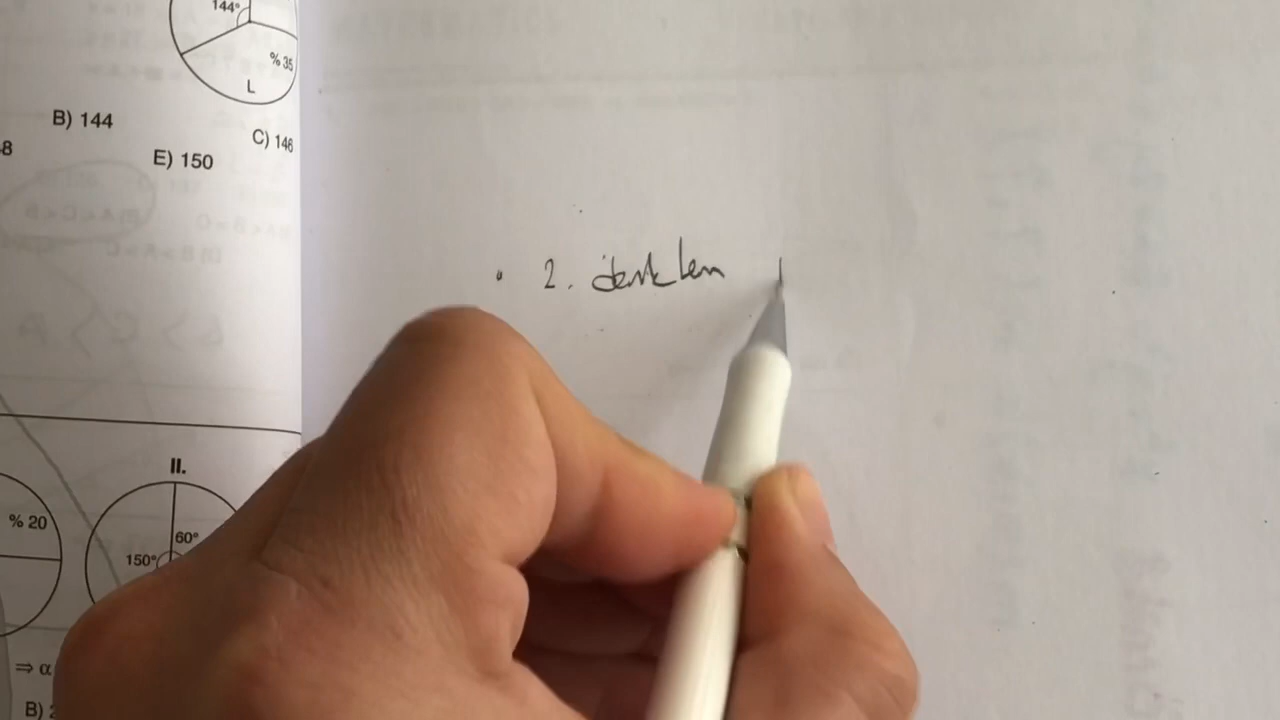 144°
% 35
L
B) 144
C) 146
E) 150
• 2. denklem
II.
% 20
60°
150°
⇒ α
B)